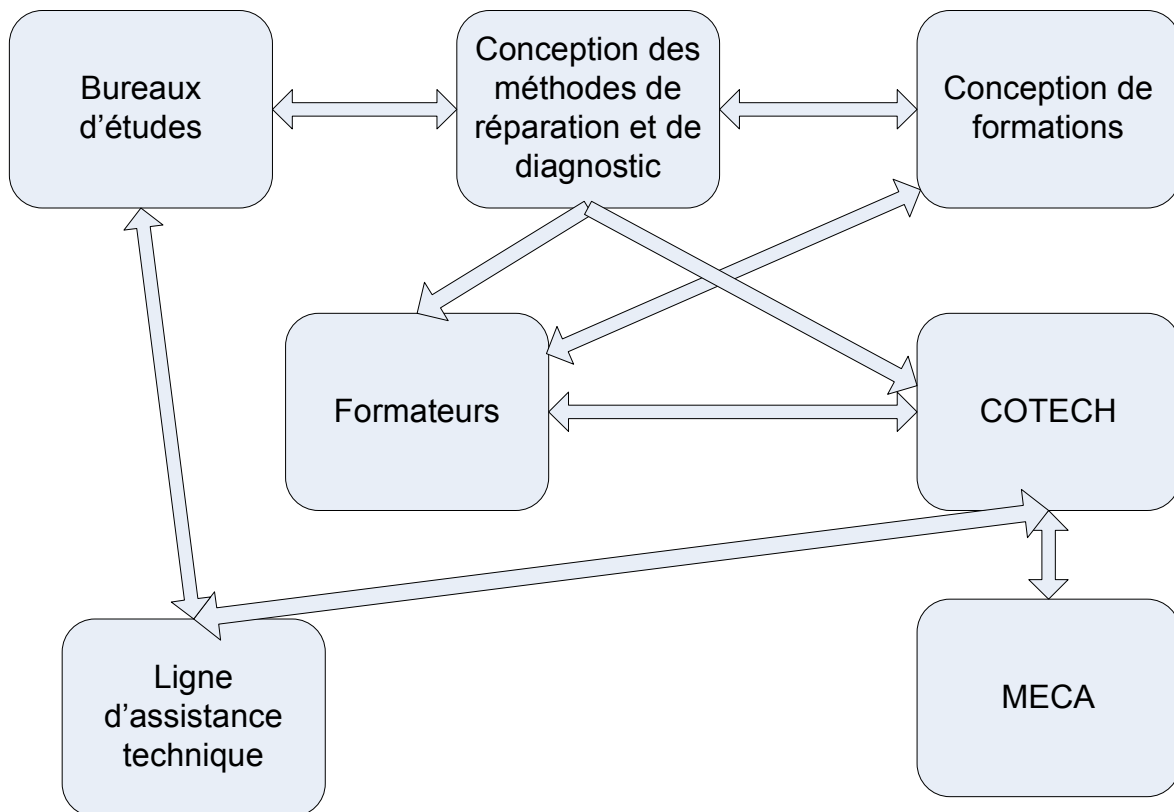 Bureaux
d’études
Conception des
méthodes de
réparation et de
diagnostic
Conception de
formations
Formateurs
COTECH
Ligne
d’assistance
technique
MECA